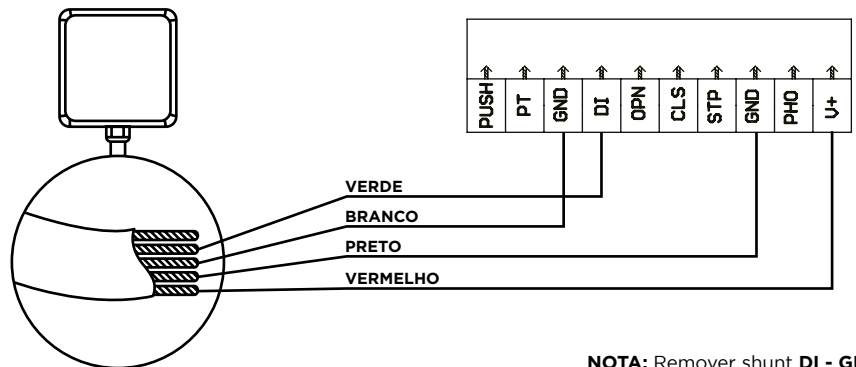 PUSH
PT
GND
DI
OPN
CLS
STP
GND
PHO
V+
VERDE
BRANCO
PRETO
VERMELHO
NOTA: Remover shunt DI -